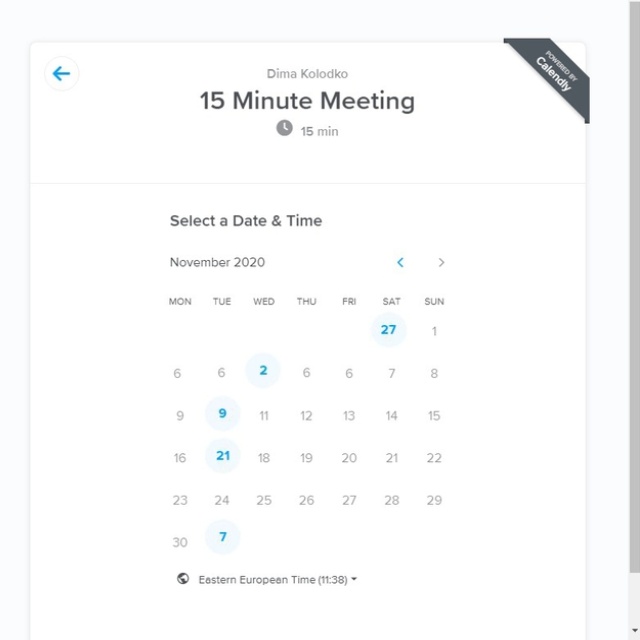 POWERED BY
Calendly
Dima Kolodko
15 Minute Meeting
15 min
Select a Date & Time
November 2020
MON TUE WED THU FRI SAT SUN
27 1
6 6 2 6 6 7 8
9 9 11 12 13 14 15
16 21 18 19 20 21 22
23 24 25 26 27 28 29
30 7
Eastern European Time (11:38)